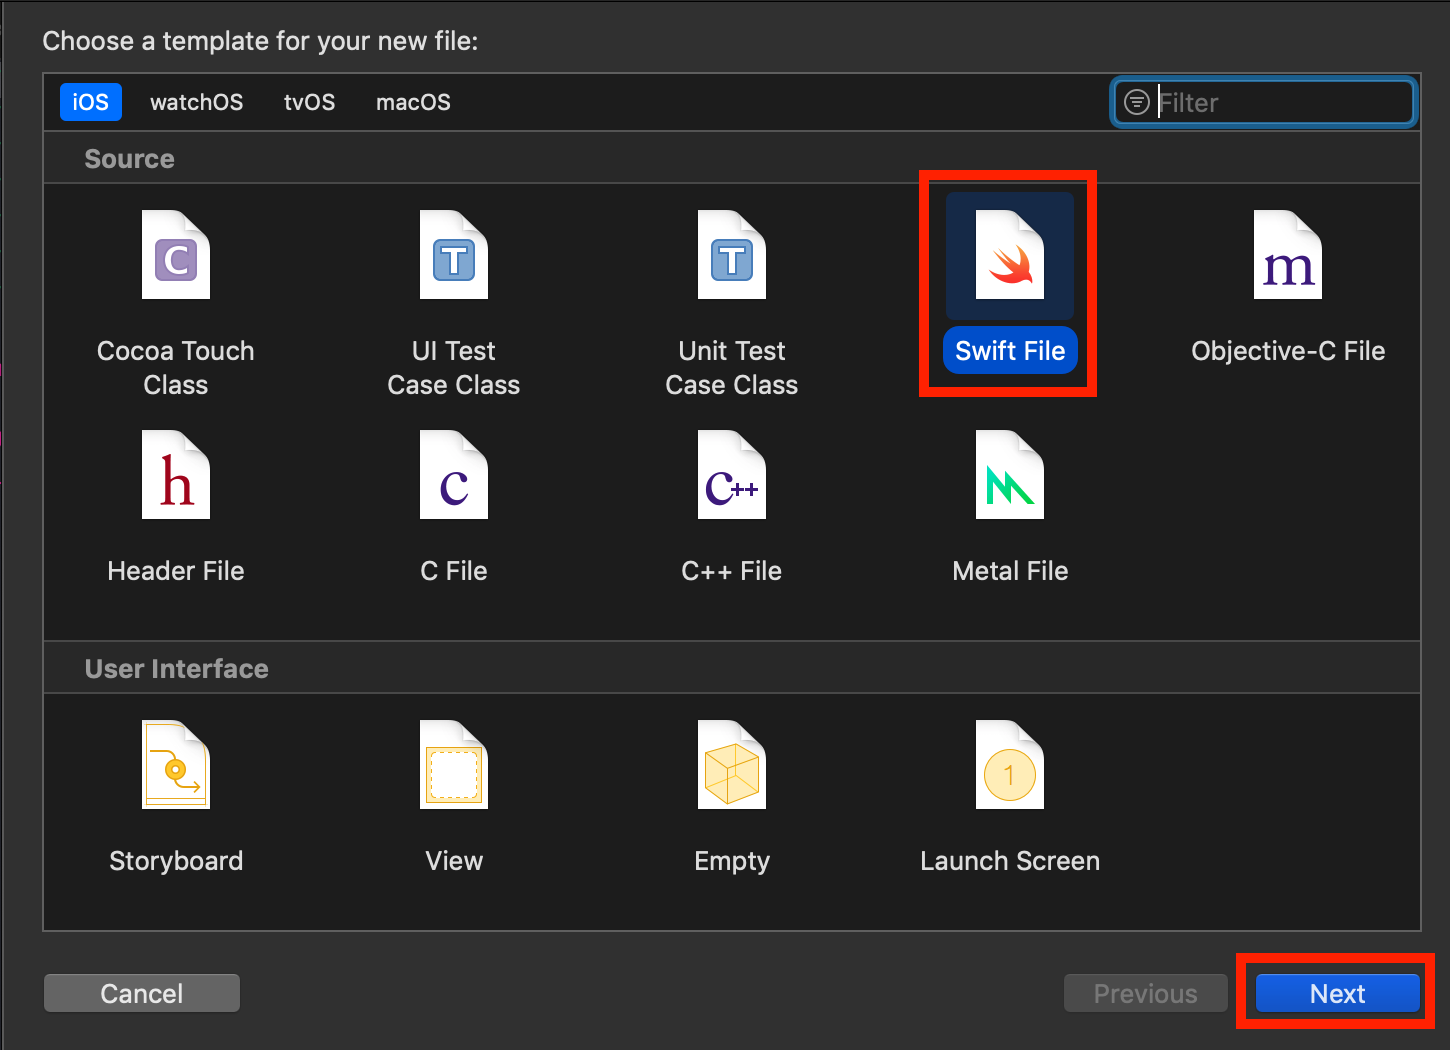 Choose a template for your new file:
iOS watchOS tvOS macOS Filter
Source
C T T m
Cocoa Touch Class UI Test Case Class Unit Test Case Class Swift File Objective-C File
h c c++
Header File C File C++ File Metal File
User Interface
1
Storyboard View Empty Launch Screen
Cancel Previous Next